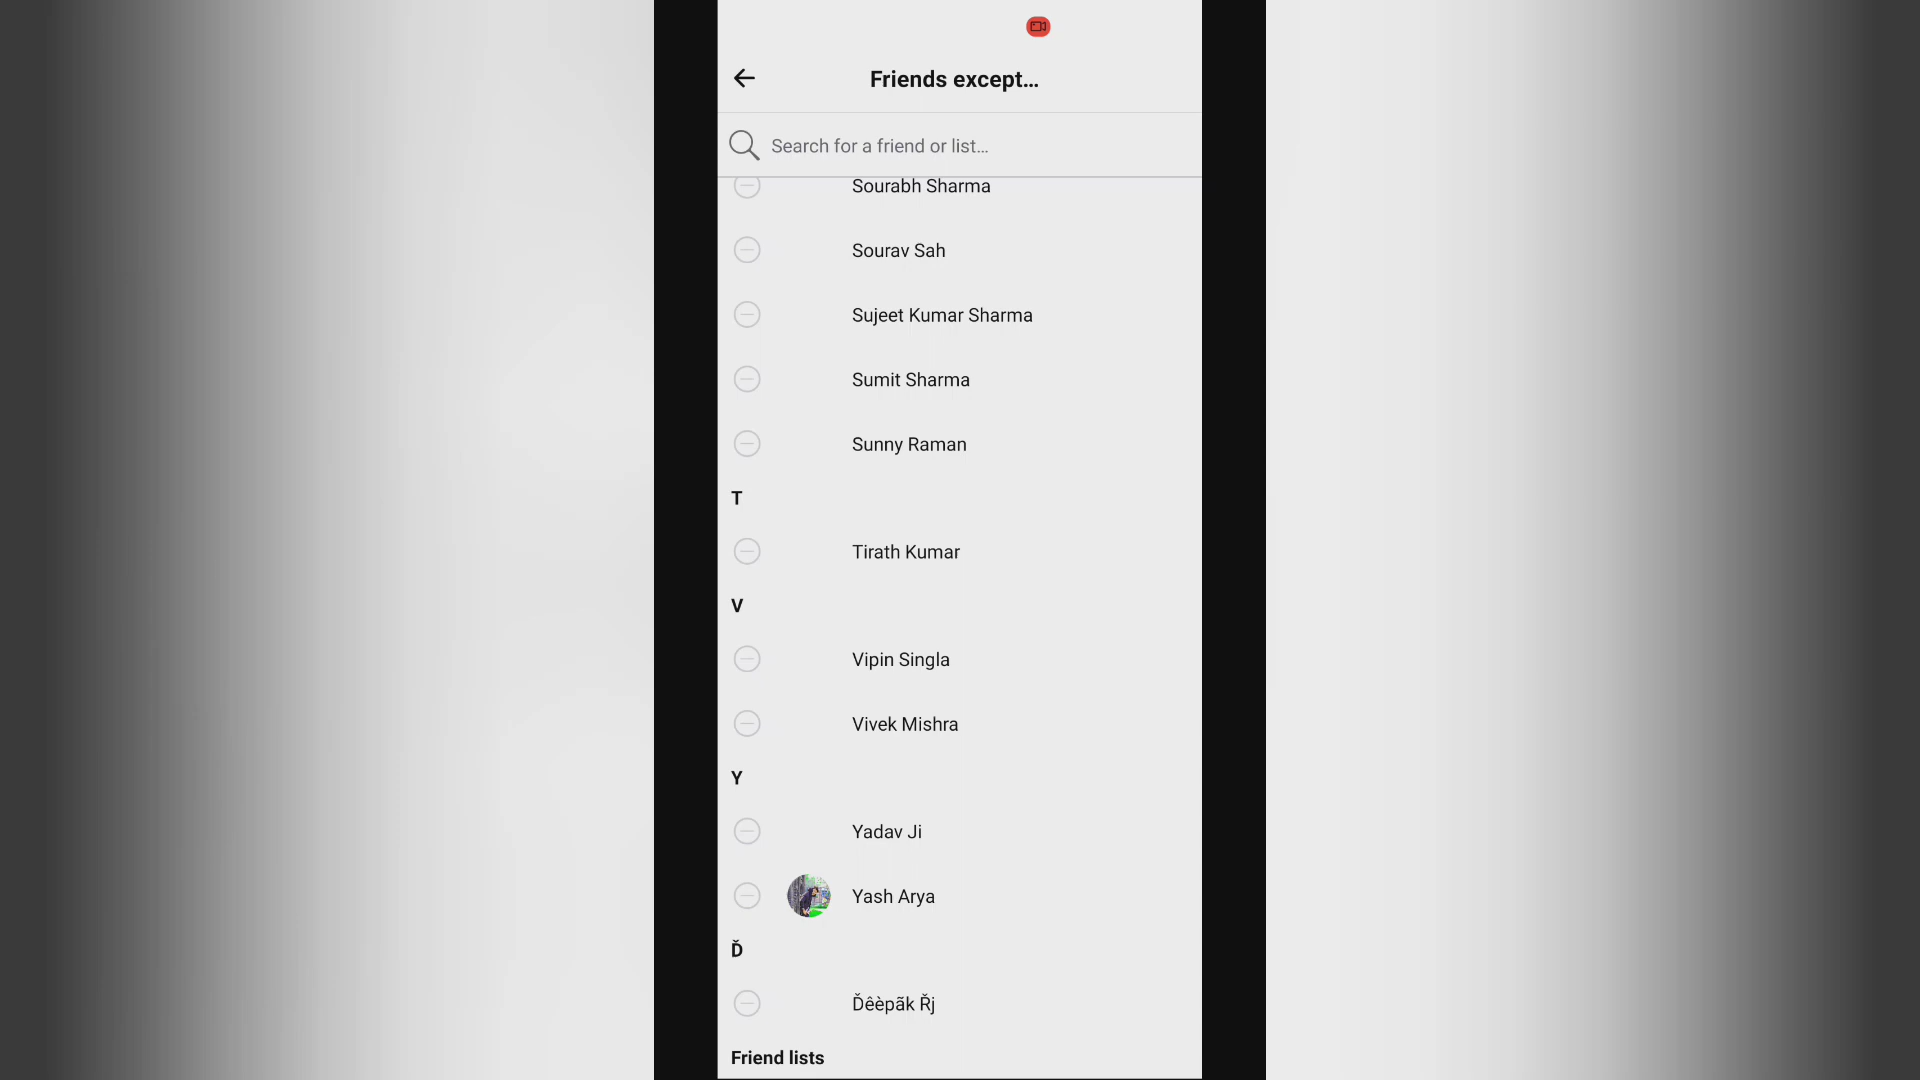 Friends except...
Search for a friend or list...
Sourabh Sharma
Sourav Sah
Sujeet Kumar Sharma
Sumit Sharma
Sunny Raman
T
Tirath Kumar
V
Vipin Singla
Vivek Mishra
Y
Yadav Ji
Yash Arya
Ď
Ďêèpãk Řj
Friend lists